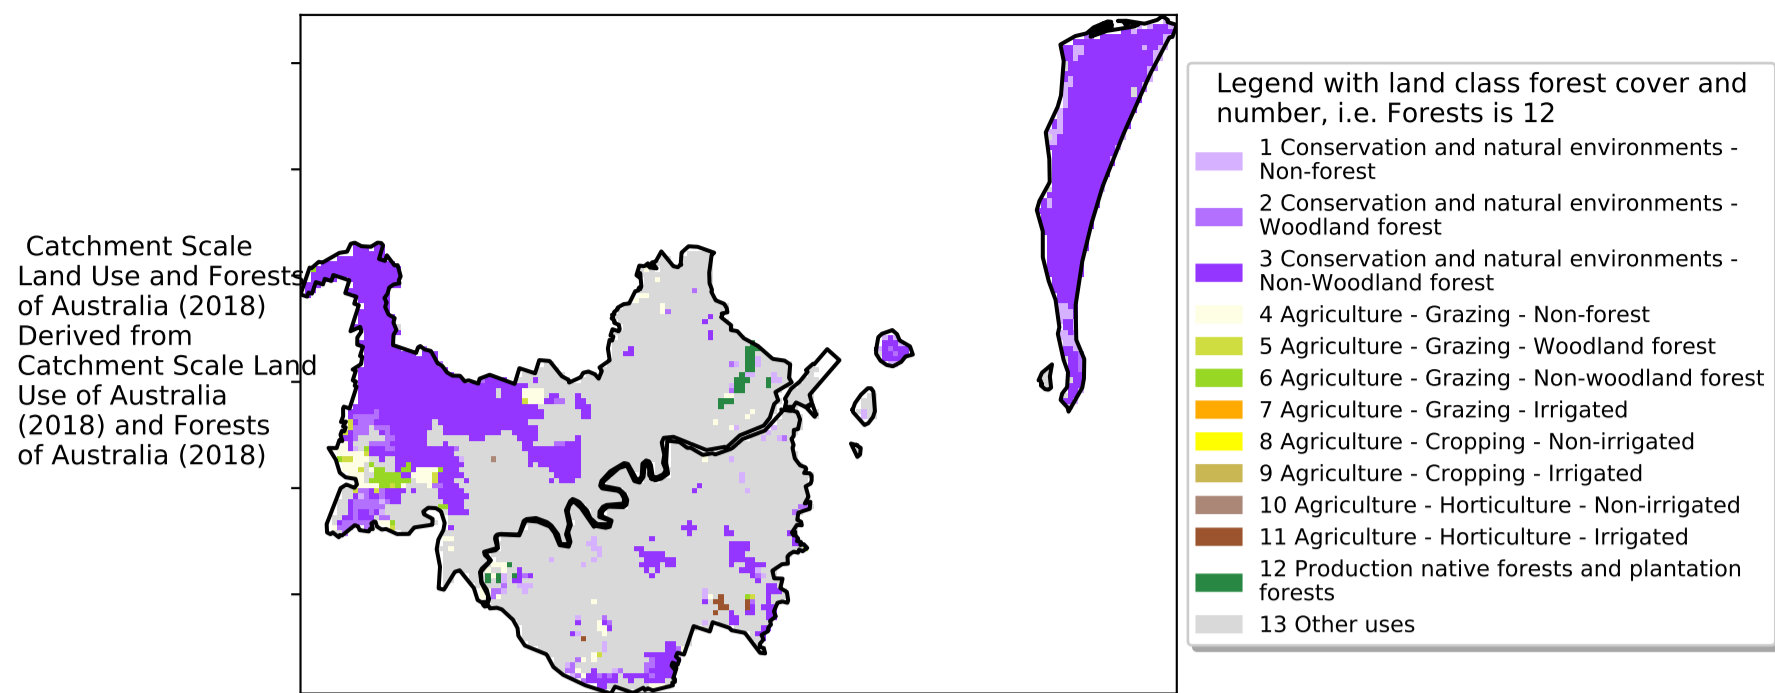 Catchment Scale
Land Use and Forests
of Australia (2018)
Derived from
Catchment Scale Land
Use of Australia
(2018) and Forests
of Australia (2018)
Legend with land class forest cover and
number, i.e. Forests is 12
1 Conservation and natural environments -
Non-forest
2 Conservation and natural environments -
Woodland forest
3 Conservation and natural environments -
Non-Woodland forest
4 Agriculture - Grazing - Non-forest
5 Agriculture - Grazing - Woodland forest
6 Agriculture - Grazing - Non-woodland forest
7 Agriculture - Grazing - Irrigated
8 Agriculture - Cropping - Non-irrigated
9 Agriculture - Cropping - Irrigated
10 Agriculture - Horticulture - Non-irrigated
11 Agriculture - Horticulture - Irrigated
12 Production native forests and plantation
forests
13 Other uses